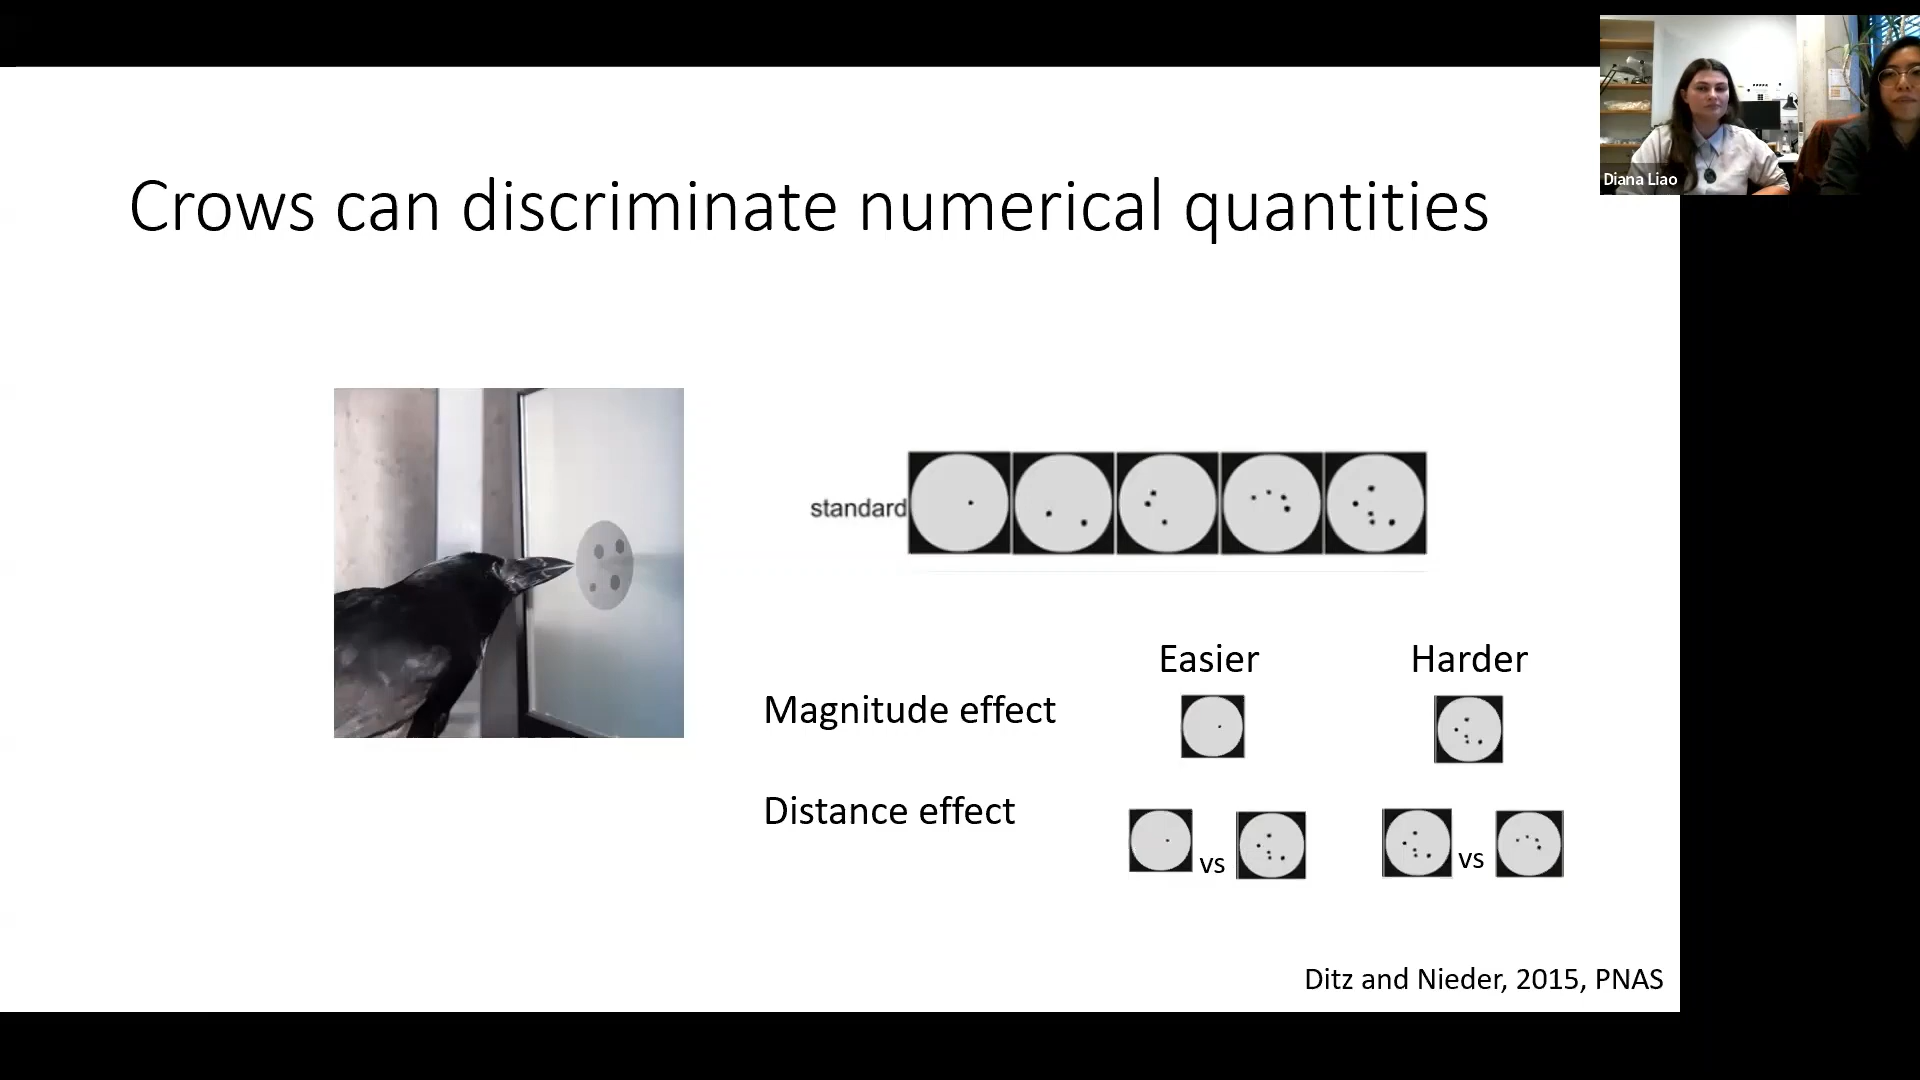 Diana Liao
Crows can discriminate numerical quantities
standard
Easier Harder
Magnitude effect
Distance effect
vs vs
Ditz and Nieder, 2015, PNAS